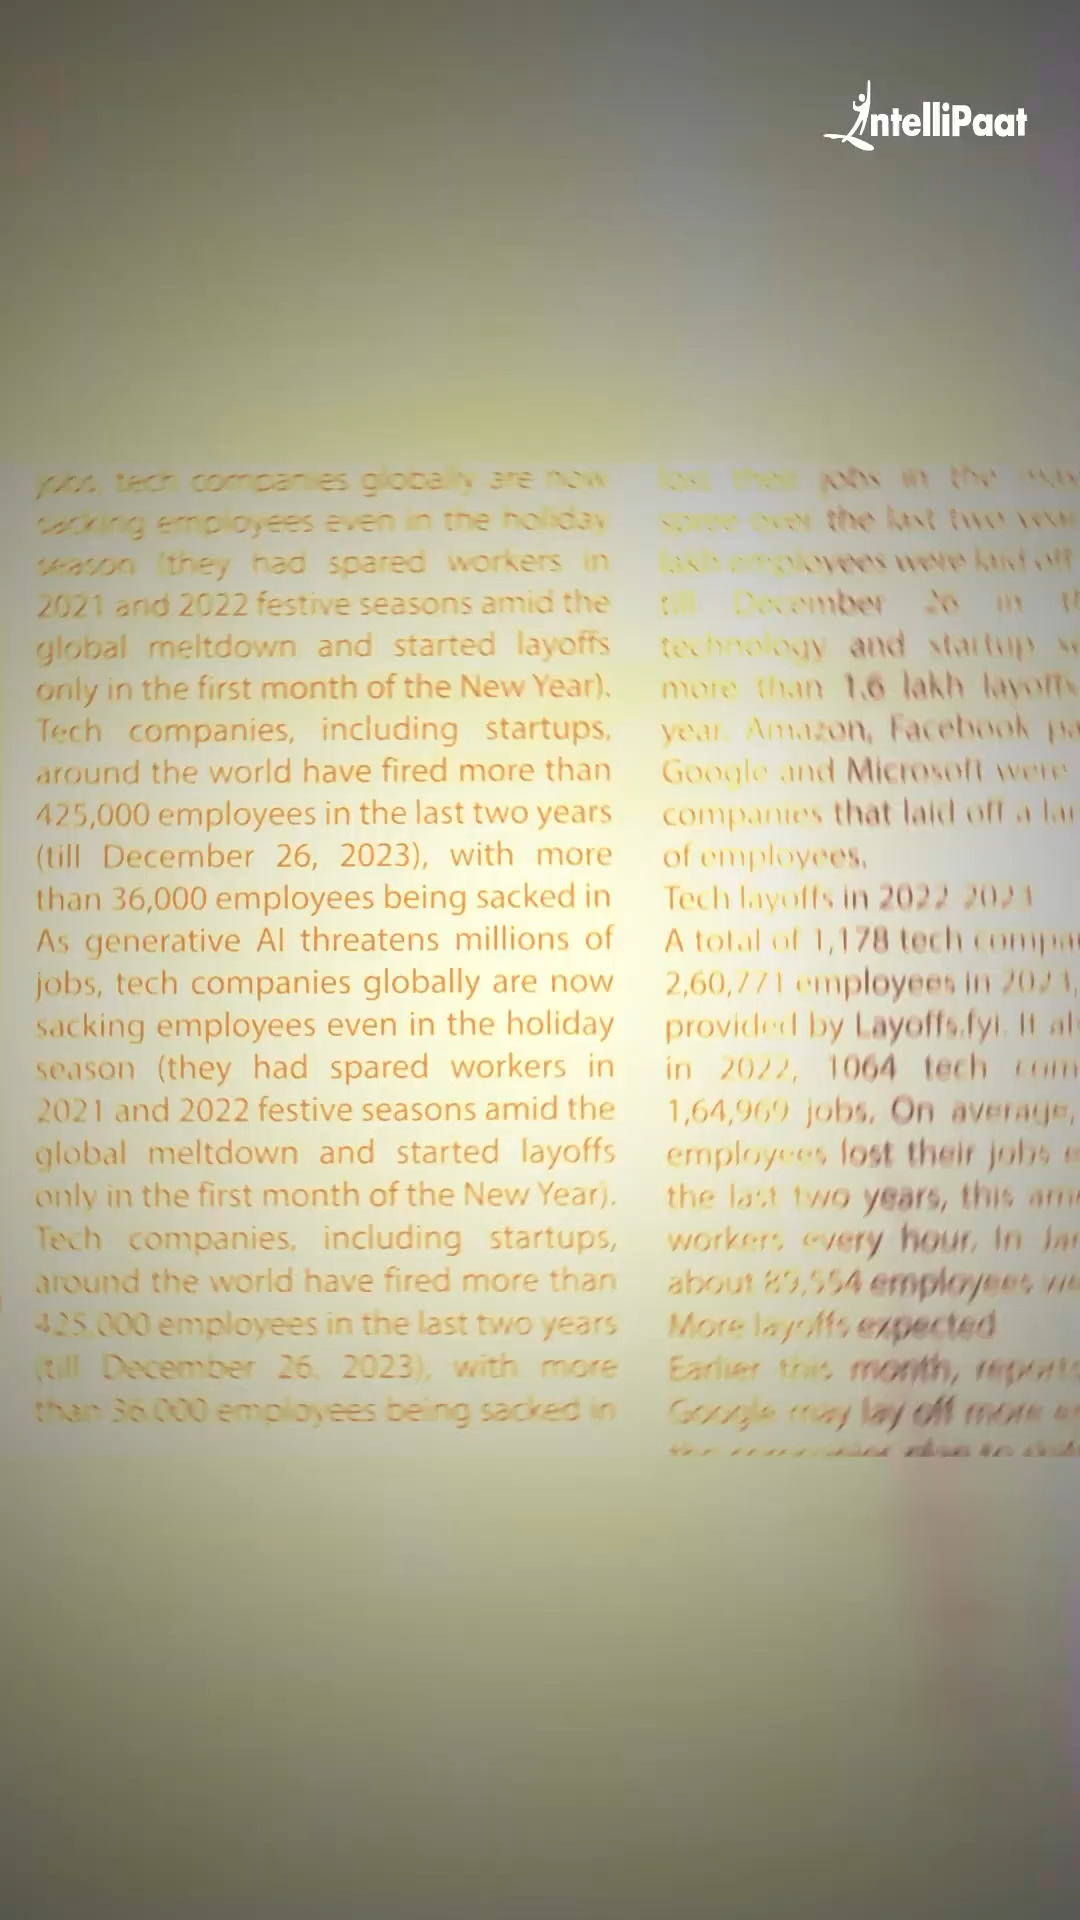 IntelliPaat
jobs, tech companies globally are now
sacking employees even in the holiday
season (they had spared workers in
2021 and 2022 festive seasons amid the
global meltdown and started layoffs
only in the first month of the New Year).
Tech companies, including startups,
around the world have fired more than
425,000 employees in the last two years
(till December 26, 2023), with more
than 36,000 employees being sacked in
As generative AI threatens millions of
jobs, tech companies globally are now
sacking employees even in the holiday
season (they had spared workers in
2021 and 2022 festive seasons amid the
global meltdown and started layoffs
only in the first month of the New Year).
Tech companies, including startups,
around the world have fired more than
425,000 employees in the last two years
(till December 26, 2023), with more
than 36,000 employees being sacked in
lost their jobs in the
spree over the last two
lakh employees were laid off
till December 26 in
technology and startup
more than 1.6 lakh layoffs
year. Amazon, Facebook
Google and Microsoft were
companies that laid off a
of employees.
Tech layoffs in 2022-2023
A total of 1,178 tech
2,60,771 employees in 2023,
provided by Layoffs.fyi. It
in 2022, 1064 tech
1,64,969 jobs. On average,
employees lost their jobs
the last two years, this
workers every hour. In
about 89,554 employees
More layoffs expected
Earlier this month, reports
Google may lay off more